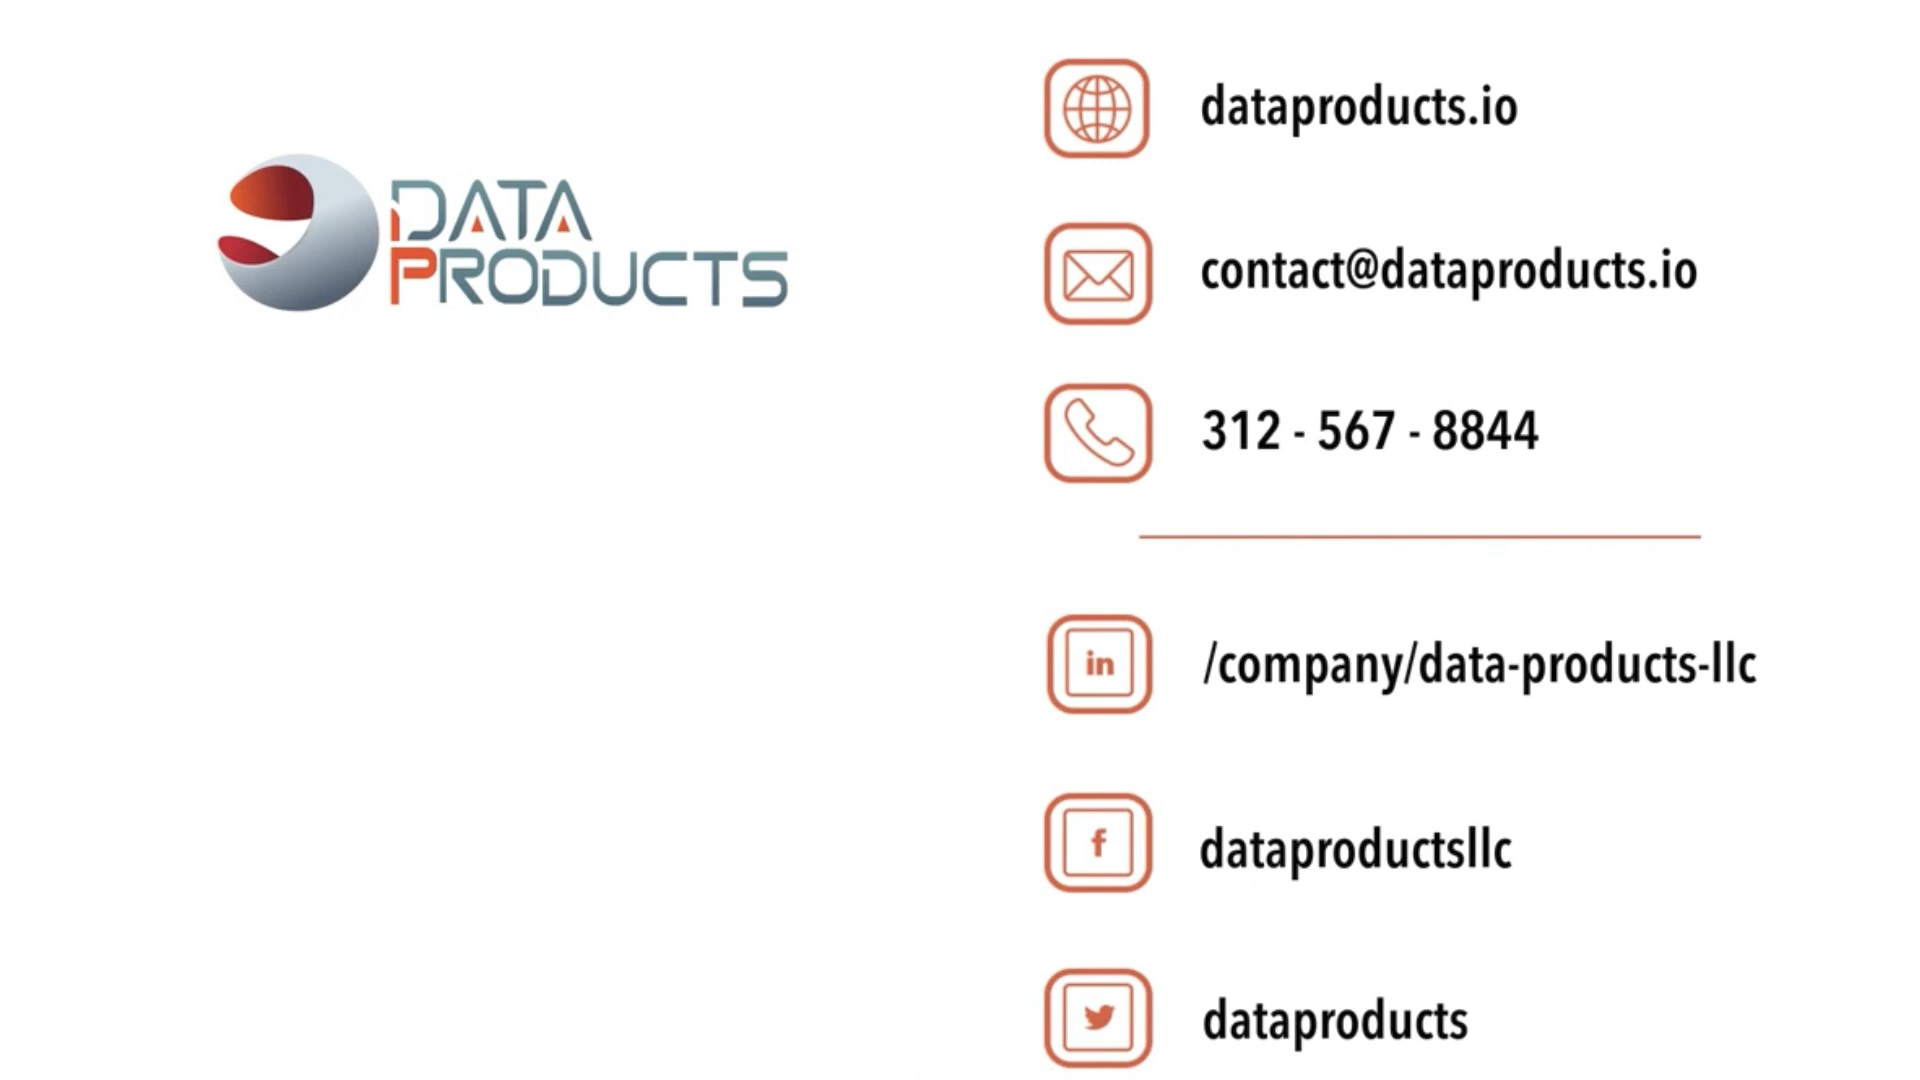 DATA
PRODUCTS
dataproducts.io
contact@dataproducts.io
312 - 567 - 8844
in
/company/data-products-llc
f
dataproductsllc
dataproducts